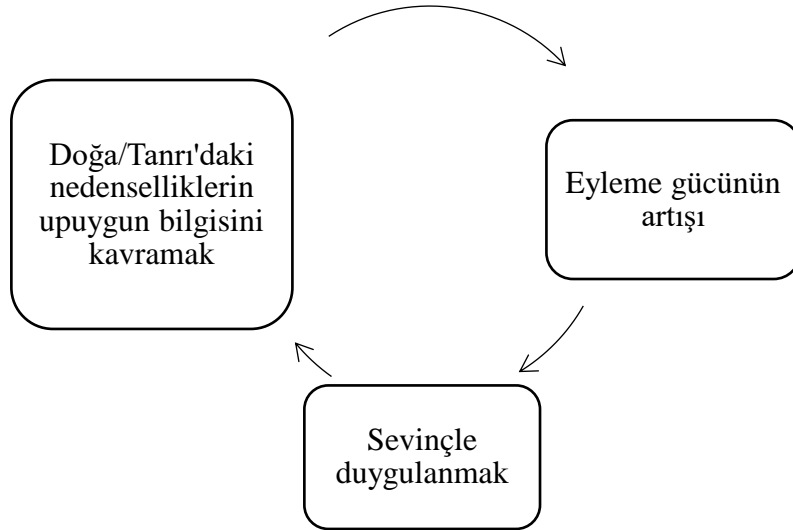 Doğa/Tanrı'daki
nedenselliklerin
upuygun bilgisini
kavramak
Eyleme gücünün
artışı
Sevinçle
duygulanmak